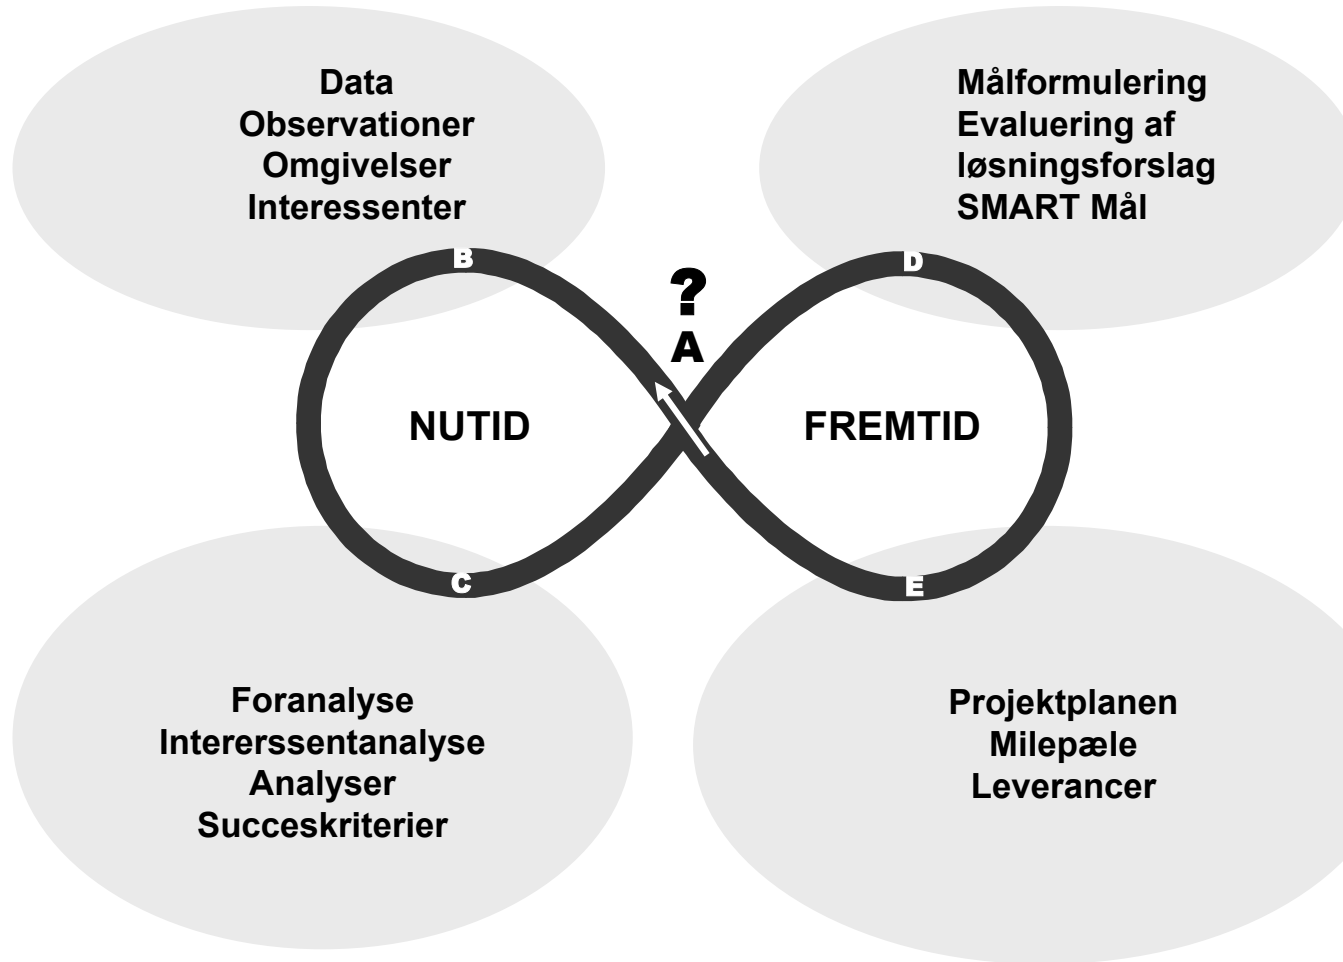 Data
Observationer
Omgivelser
Interessenter
Målformulering
Evaluering af
løsningsforslag
SMART Mål
B
?
A
D
NUTID
FREMTID
C
E
Foranalyse
Intererssentanalyse
Analyser
Succeskriterier
Projektplanen
Milepæle
Leverancer